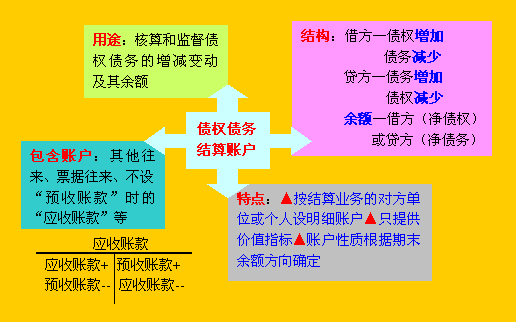 用途：核算和监督债
权债务的增减变动
及其余额
结构：借方—债权增加
债务减少
贷方—债务增加
债权减少
余额—借方（净债权）
或贷方（净债务）
债权债务
结算账户
包含账户：其他往
来、票据往来、不设
“预收账款”时的
“应收账款”等
特点：▲按结算业务的对方单
位或个人设明细账户▲只提供
价值指标▲账户性质根据期末
余额方向确定
应收账款
应收账款+ 预收账款+
预收账款-- 应收账款--